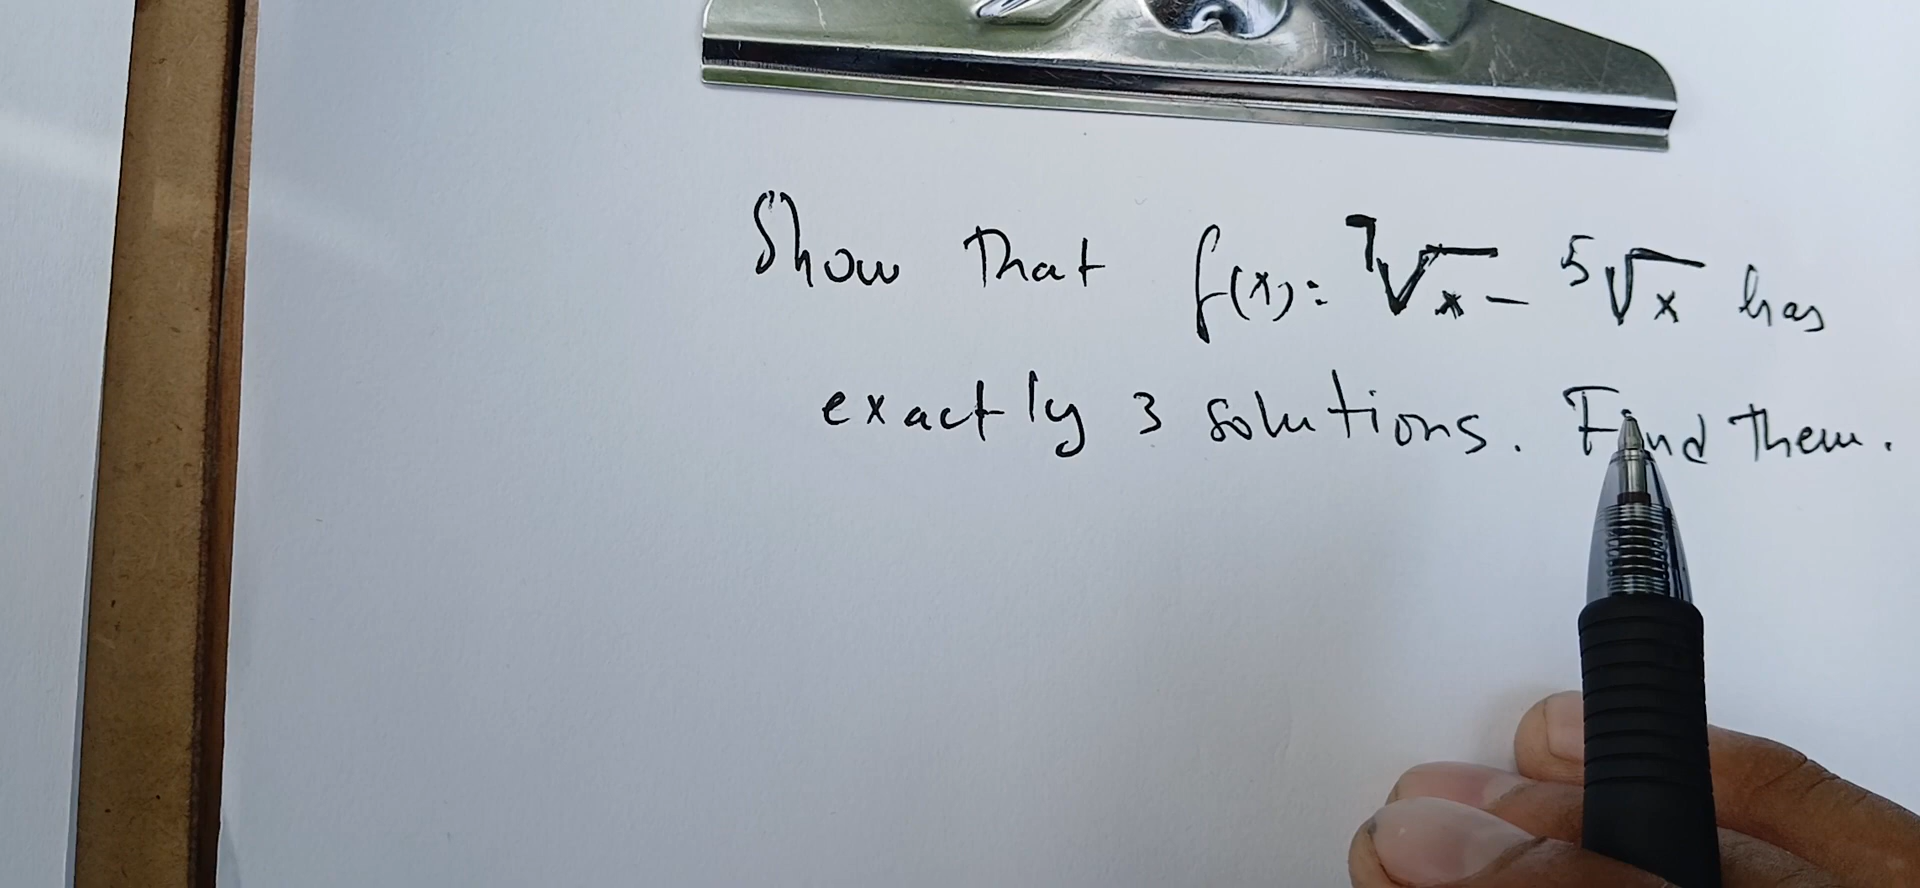 Show that f(x): ⁷√x - ⁵√x has
exactly 3 solutions. Find them.